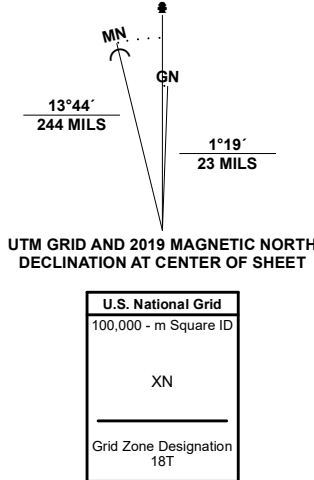 MN
GN
13°44´
244 MILS
1°19´
23 MILS
UTM GRID AND 2019 MAGNETIC NORTH
DECLINATION AT CENTER OF SHEET
U.S. National Grid
100,000 - m Square ID
XN
Grid Zone Designation
18T